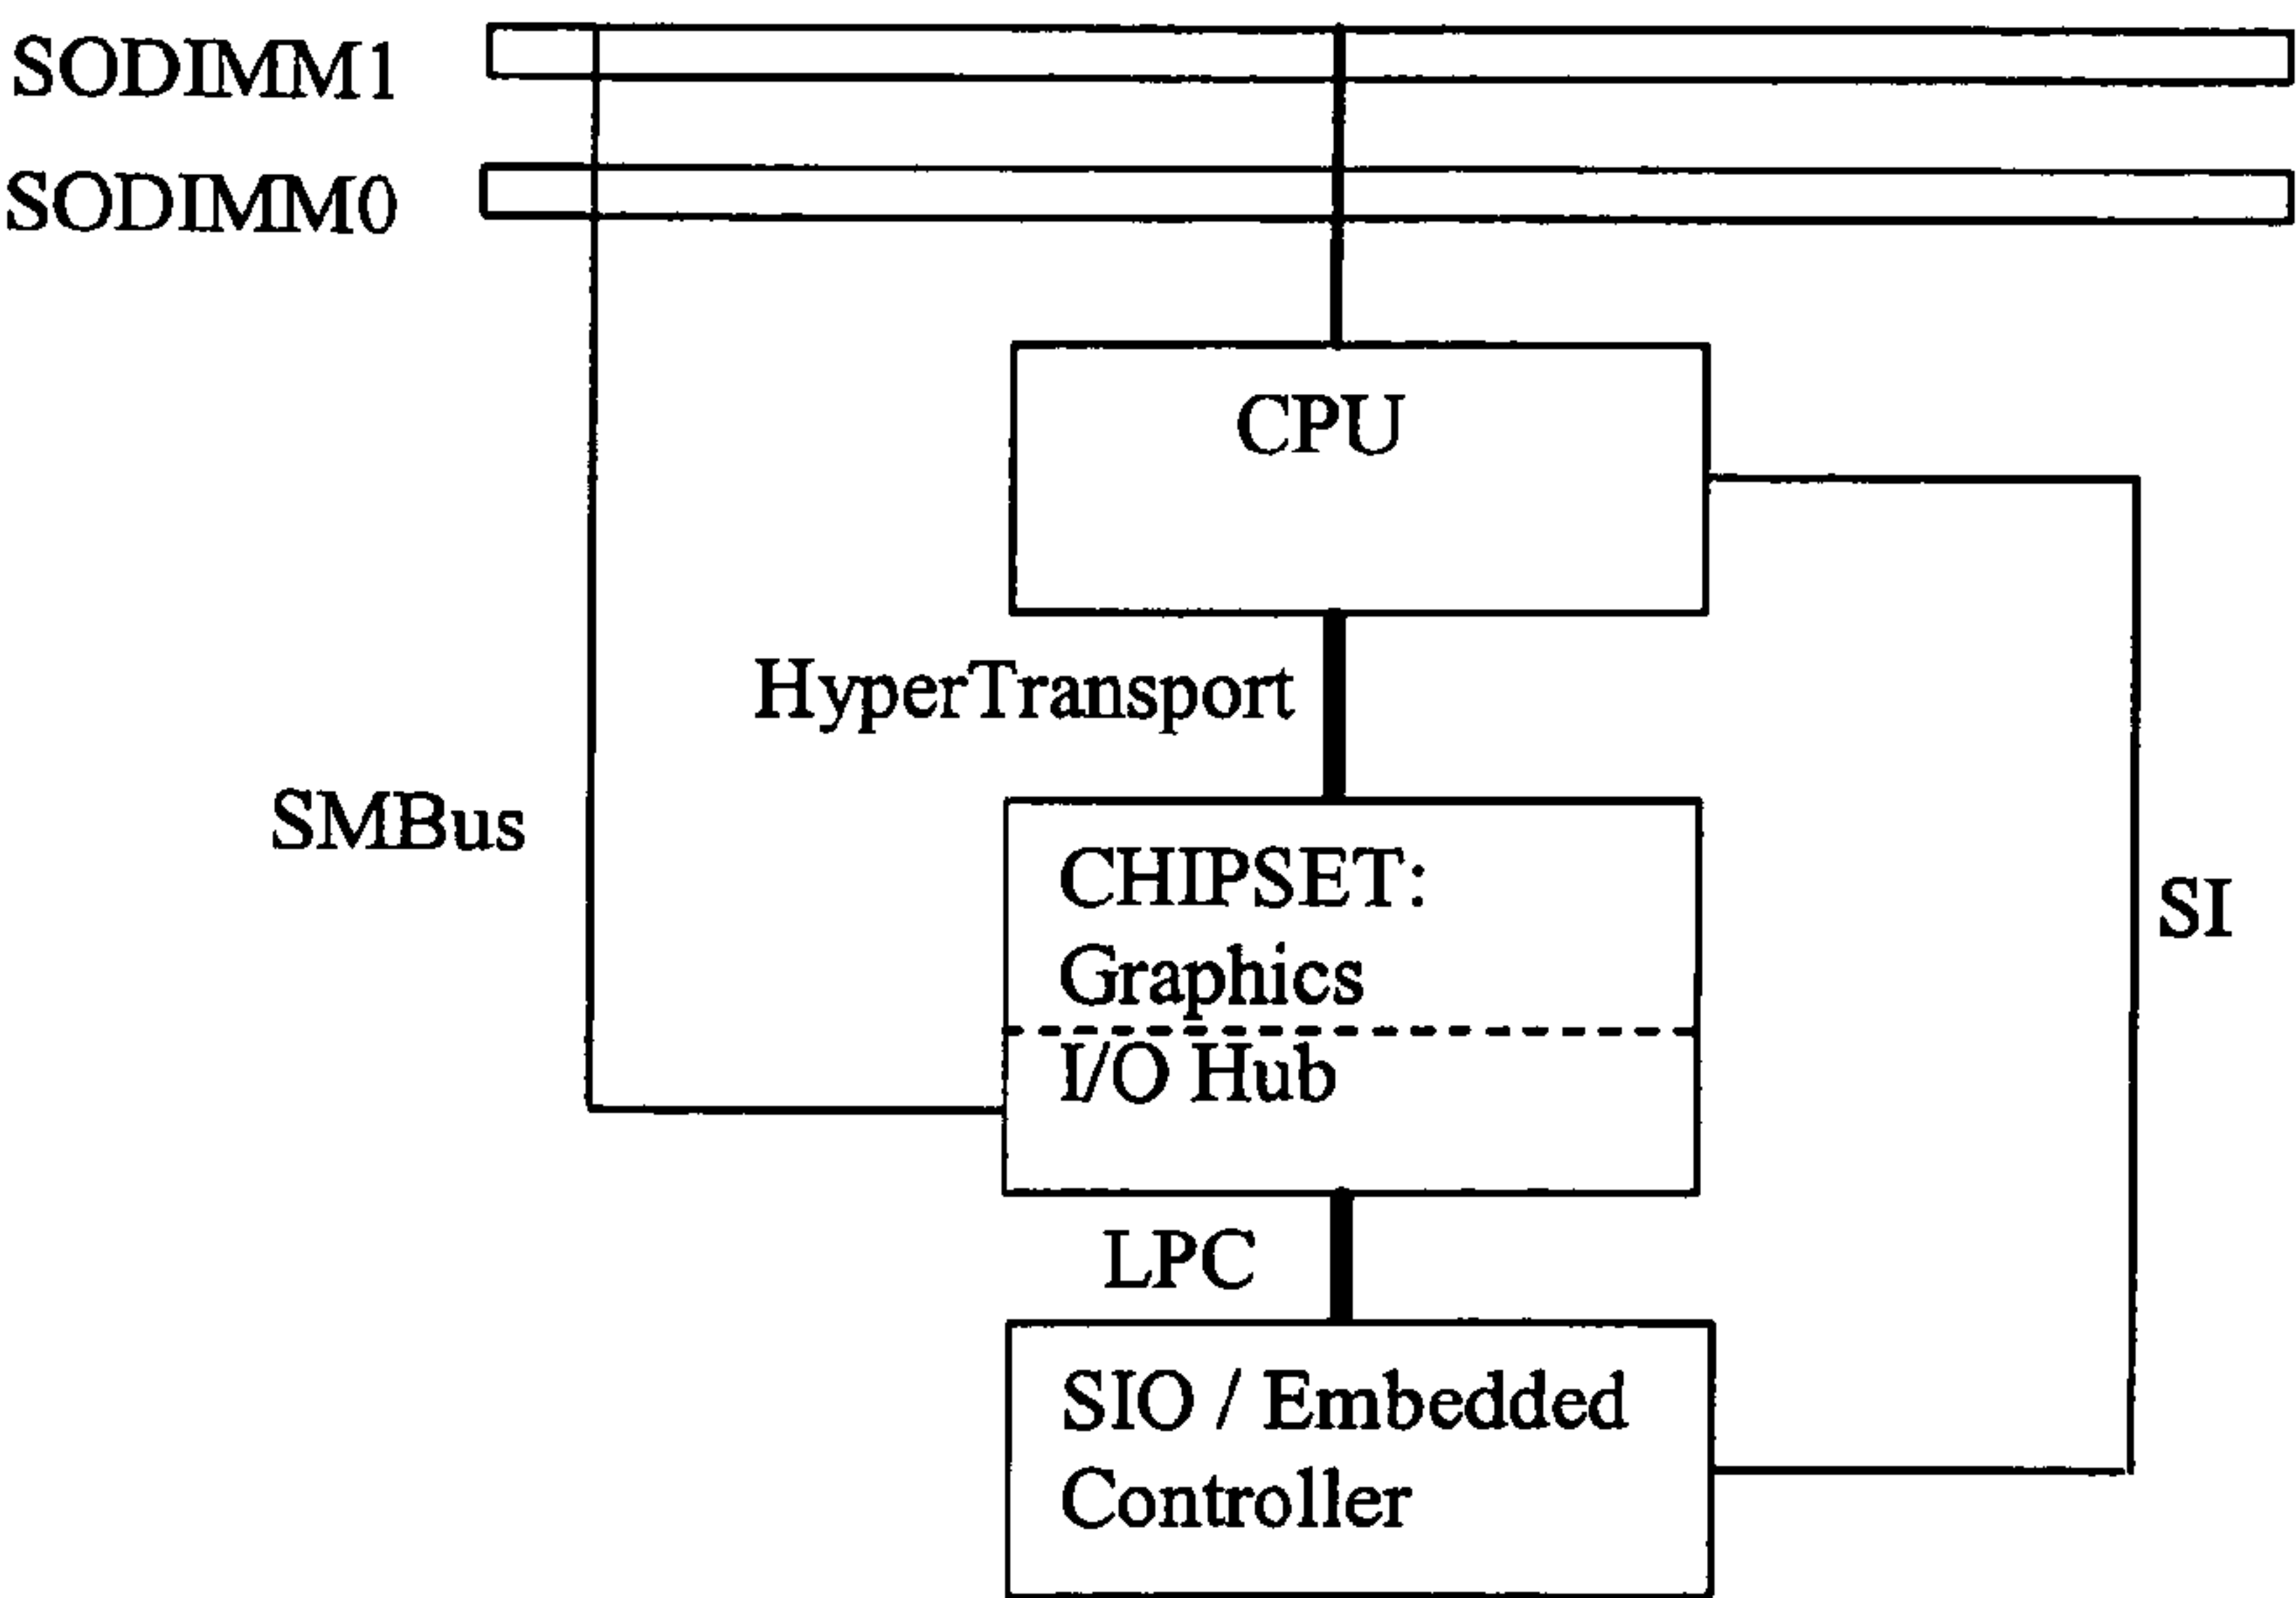 SODIMM1
SODIMM0
CPU
HyperTransport
SMBus
CHIPSET:
Graphics
I/O Hub
SI
LPC
SIO / Embedded
Controller